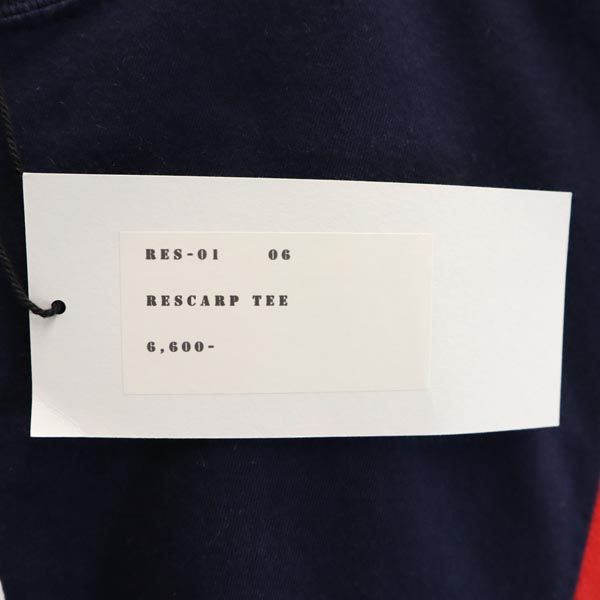 RES-01 06
RESCARP TEE
6,600-